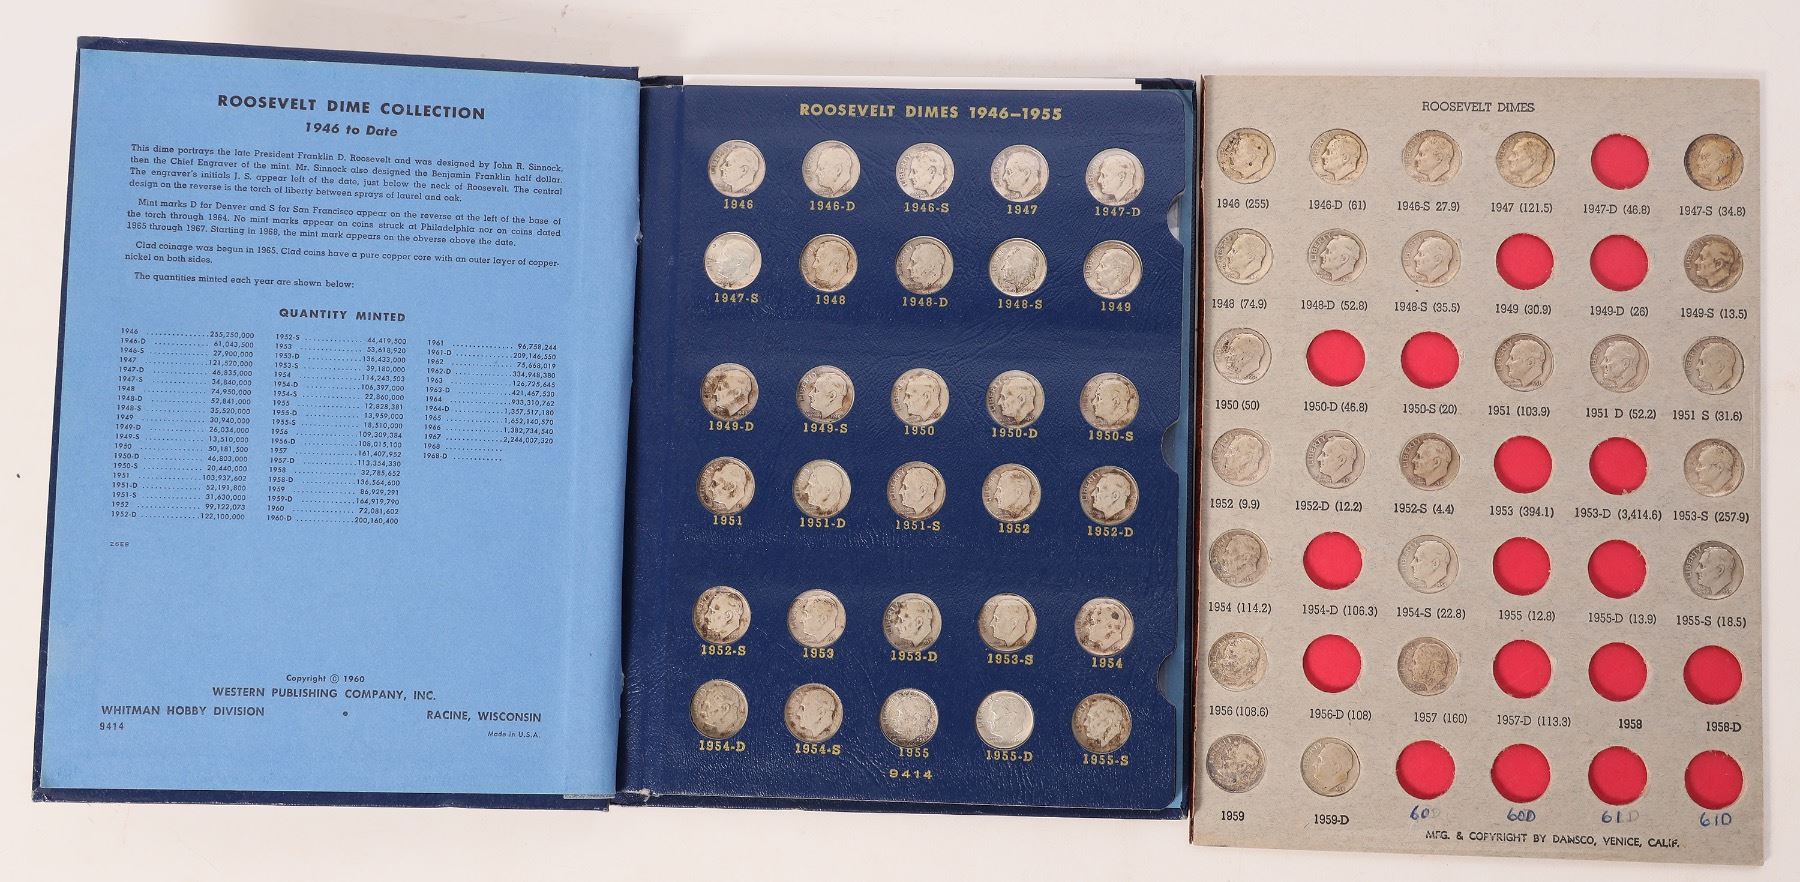 ROOSEVELT DIME COLLECTION
1946 to Date
This dime portrays the late President Franklin D. Roosevelt and was designed by John R. Sinnock,
then the Chief Engraver of the mint. Mr. Sinnock also designed the Benjamin Franklin half dollar.
The engraver's initials J. S. appear left of the date, just below the neck of Roosevelt. The central
design on the reverse is the torch of liberty between sprays of laurel and oak.
Mint marks D for Denver and S for San Francisco appear on the reverse at the left of the base of
the torch through 1964. No mint marks appear on coins struck at Philadelphia nor on coins dated
1965 through 1967. Starting in 1968, the mint mark appears on the obverse above the date.
Clad coinage was begun in 1965. Clad coins have a pure copper core with an outer layer of copper-
nickel on both sides.
The quantities minted each year are shown below:
QUANTITY MINTED
1946 255,250,000
1946-D 61,043,500
1946-S 27,900,000
1947 121,520,000
1947-D 46,835,000
1947-S 34,840,000
1948 74,950,000
1948-D 52,841,000
1948-S 35,520,000
1949 30,940,000
1949-D 26,034,000
1949-S 13,510,000
1950 50,181,500
1950-D 46,803,000
1950-S 20,440,000
1951 103,937,602
1951-D 52,191,800
1951-S 31,630,000
1952 99,122,073
1952-D 122,100,000
1952-S 44,419,500
1953 53,618,920
1953-D 136,433,000
1953-S 39,180,000
1954 114,243,503
1954-D 106,397,000
1954-S 22,860,000
1955 12,828,381
1955-D 13,959,000
1955-S 18,510,000
1956 109,309,384
1956-D 108,015,100
1957 161,407,952
1957-D 113,354,330
1958 32,785,652
1958-D 136,564,600
1959 86,929,291
1959-D 164,919,790
1960 72,081,602
1960-D 200,160,400
1961 96,758,244
1961-D 209,146,550
1962 75,668,019
1962-D 334,948,380
1963 126,725,645
1963-D 421,467,530
1964 933,310,762
1964-D 1,357,517,180
1965 1,652,140,570
1966 1,382,734,540
1967 2,244,007,320
1968
1968-D
Copyright © 1960
WESTERN PUBLISHING COMPANY, INC.
WHITMAN HOBBY DIVISION • RACINE, WISCONSIN
9414
Made in U.S.A.
ROOSEVELT DIMES 1946–1955
1946 1946-D 1946-S 1947 1947-D
1947-S 1948 1948-D 1948-S 1949
1949-D 1949-S 1950 1950-D 1950-S
1951 1951-D 1951-S 1952 1952-D
1952-S 1953 1953-D 1953-S 1954
1954-D 1954-S 1955 1955-D 1955-S
9414
ROOSEVELT DIMES
1946 (255) 1946-D (61) 1946-S 27.9) 1947 (121.5) 1947-D (46.8) 1947-S (34.8)
1948 (74.9) 1948-D (52.8) 1948-S (35.5) 1949 (30.9) 1949-D (26) 1949-S (13.5)
1950 (50) 1950-D (46.8) 1950-S (20) 1951 (103.9) 1951 D (52.2) 1951 S (31.6)
1952 (9.9) 1952-D (12.2) 1952-S (4.4) 1953 (394.1) 1953-D (3,414.6) 1953-S (257.9)
1954 (114.2) 1954-D (106.3) 1954-S (22.8) 1955 (12.8) 1955-D (13.9) 1955-S (18.5)
1956 (108.6) 1956-D (108) 1957 (160) 1957-D (113.3) 1958 1958-D
1959 1959-D 60D 60D 61D 61D
MFG. & COPYRIGHT BY DANSCO, VENICE, CALIF.